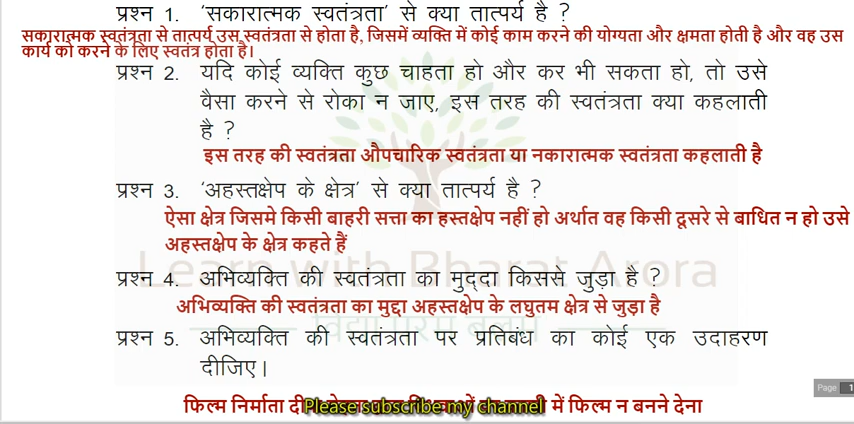 प्रश्न 1. 'सकारात्मक स्वतंत्रता' से क्या तात्पर्य है ?
सकारात्मक स्वतंत्रता से तात्पर्य उस स्वतंत्रता से होता है, जिसमें व्यक्ति में कोई काम करने की योग्यता और क्षमता होती है और वह उस
कार्य को करने के लिए स्वतंत्र होता है।
प्रश्न 2. यदि कोई व्यक्ति कुछ चाहता हो और कर भी सकता हो, तो उसे
वैसा करने से रोका न जाए, इस तरह की स्वतंत्रता क्या कहलाती
है ?
इस तरह की स्वतंत्रता औपचारिक स्वतंत्रता या नकारात्मक स्वतंत्रता कहलाती है
प्रश्न 3. 'अहस्तक्षेप के क्षेत्र' से क्या तात्पर्य है ?
ऐसा क्षेत्र जिसमे किसी बाहरी सत्ता का हस्तक्षेप नहीं हो अर्थात वह किसी दूसरे से बाधित न हो उसे
अहस्तक्षेप के क्षेत्र कहते हैं
Learn with Bharat Arora
प्रश्न 4. अभिव्यक्ति की स्वतंत्रता का मुद्दा किससे जुड़ा है ?
अभिव्यक्ति की स्वतंत्रता का मुद्दा अहस्तक्षेप के लघुतम क्षेत्र से जुड़ा है
प्रश्न 5. अभिव्यक्ति की स्वतंत्रता पर प्रतिबंध का कोई एक उदाहरण
दीजिए।
Page 1
फिल्म निर्माता में फिल्म न बनने देना
Please subscribe my channel